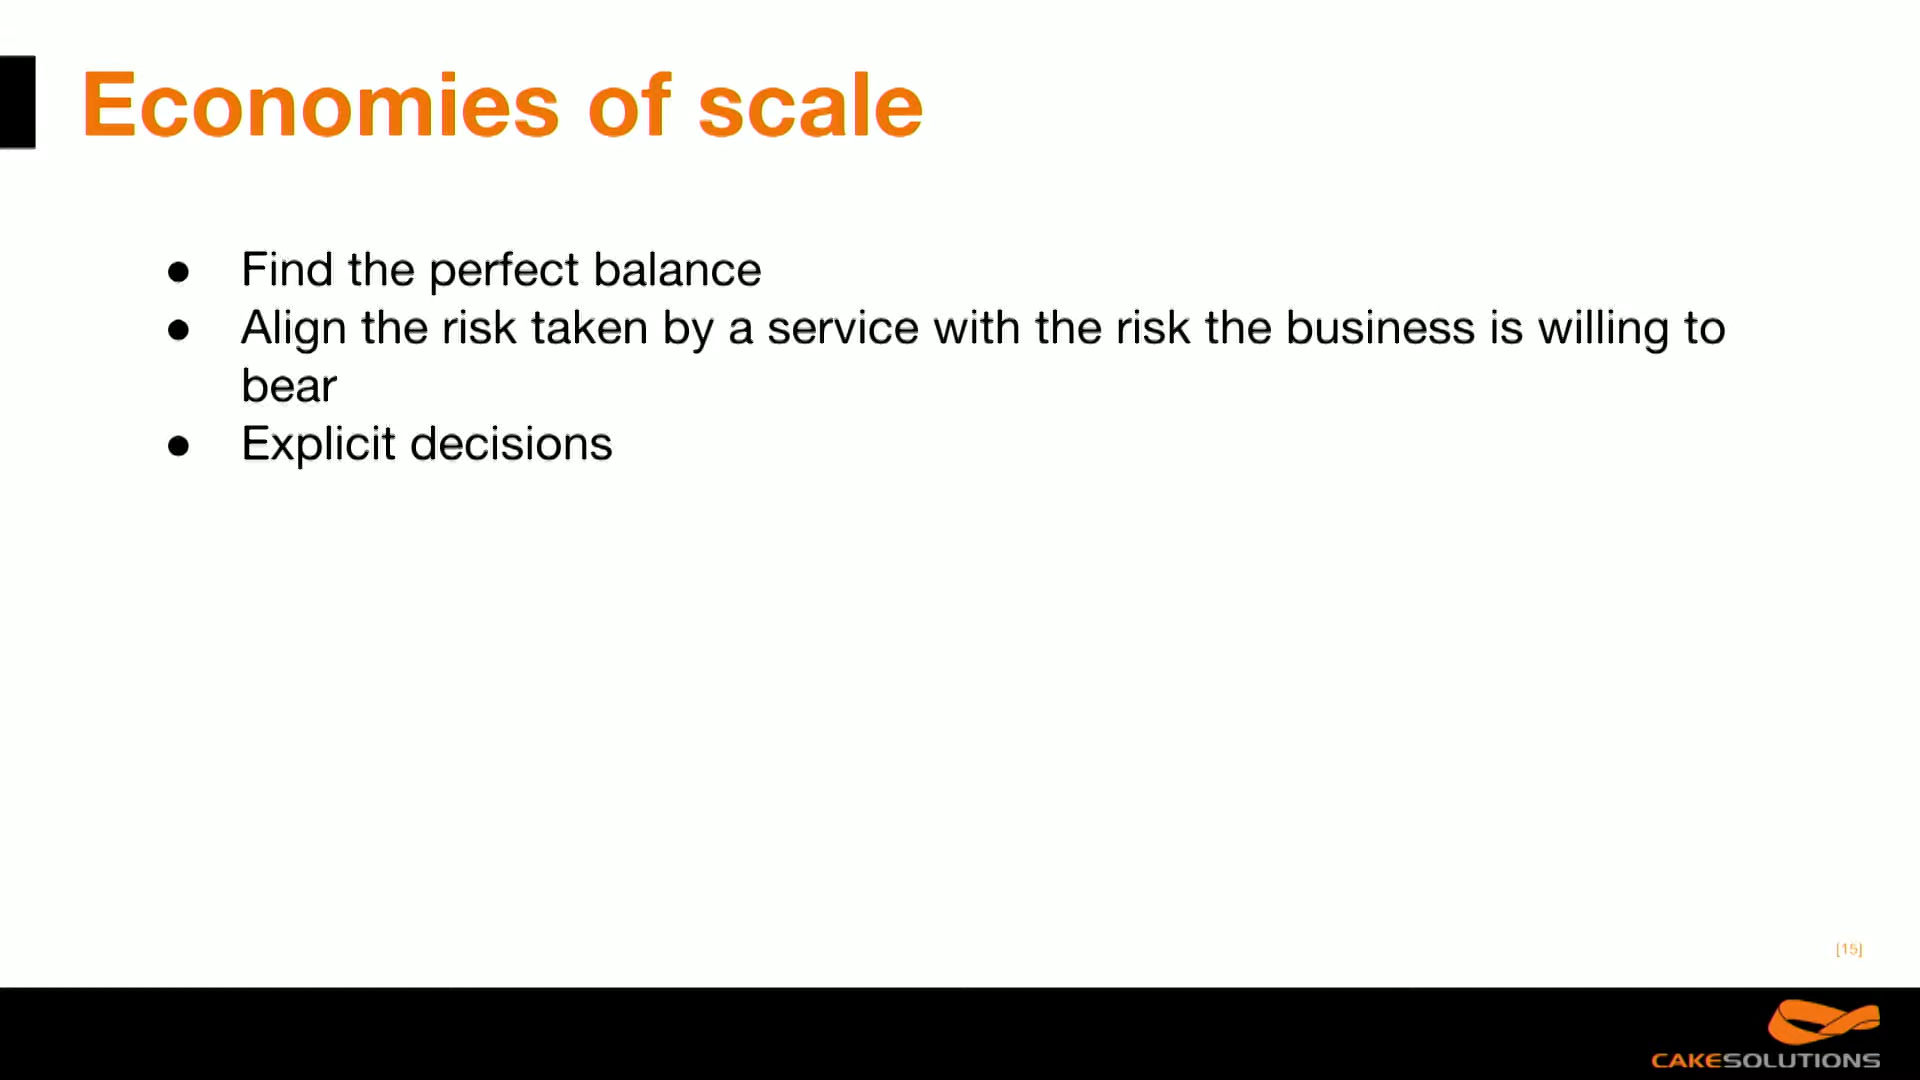 Economies of scale
● Find the perfect balance
● Align the risk taken by a service with the risk the business is willing to
bear
● Explicit decisions
[15]
CAKESOLUTIONS